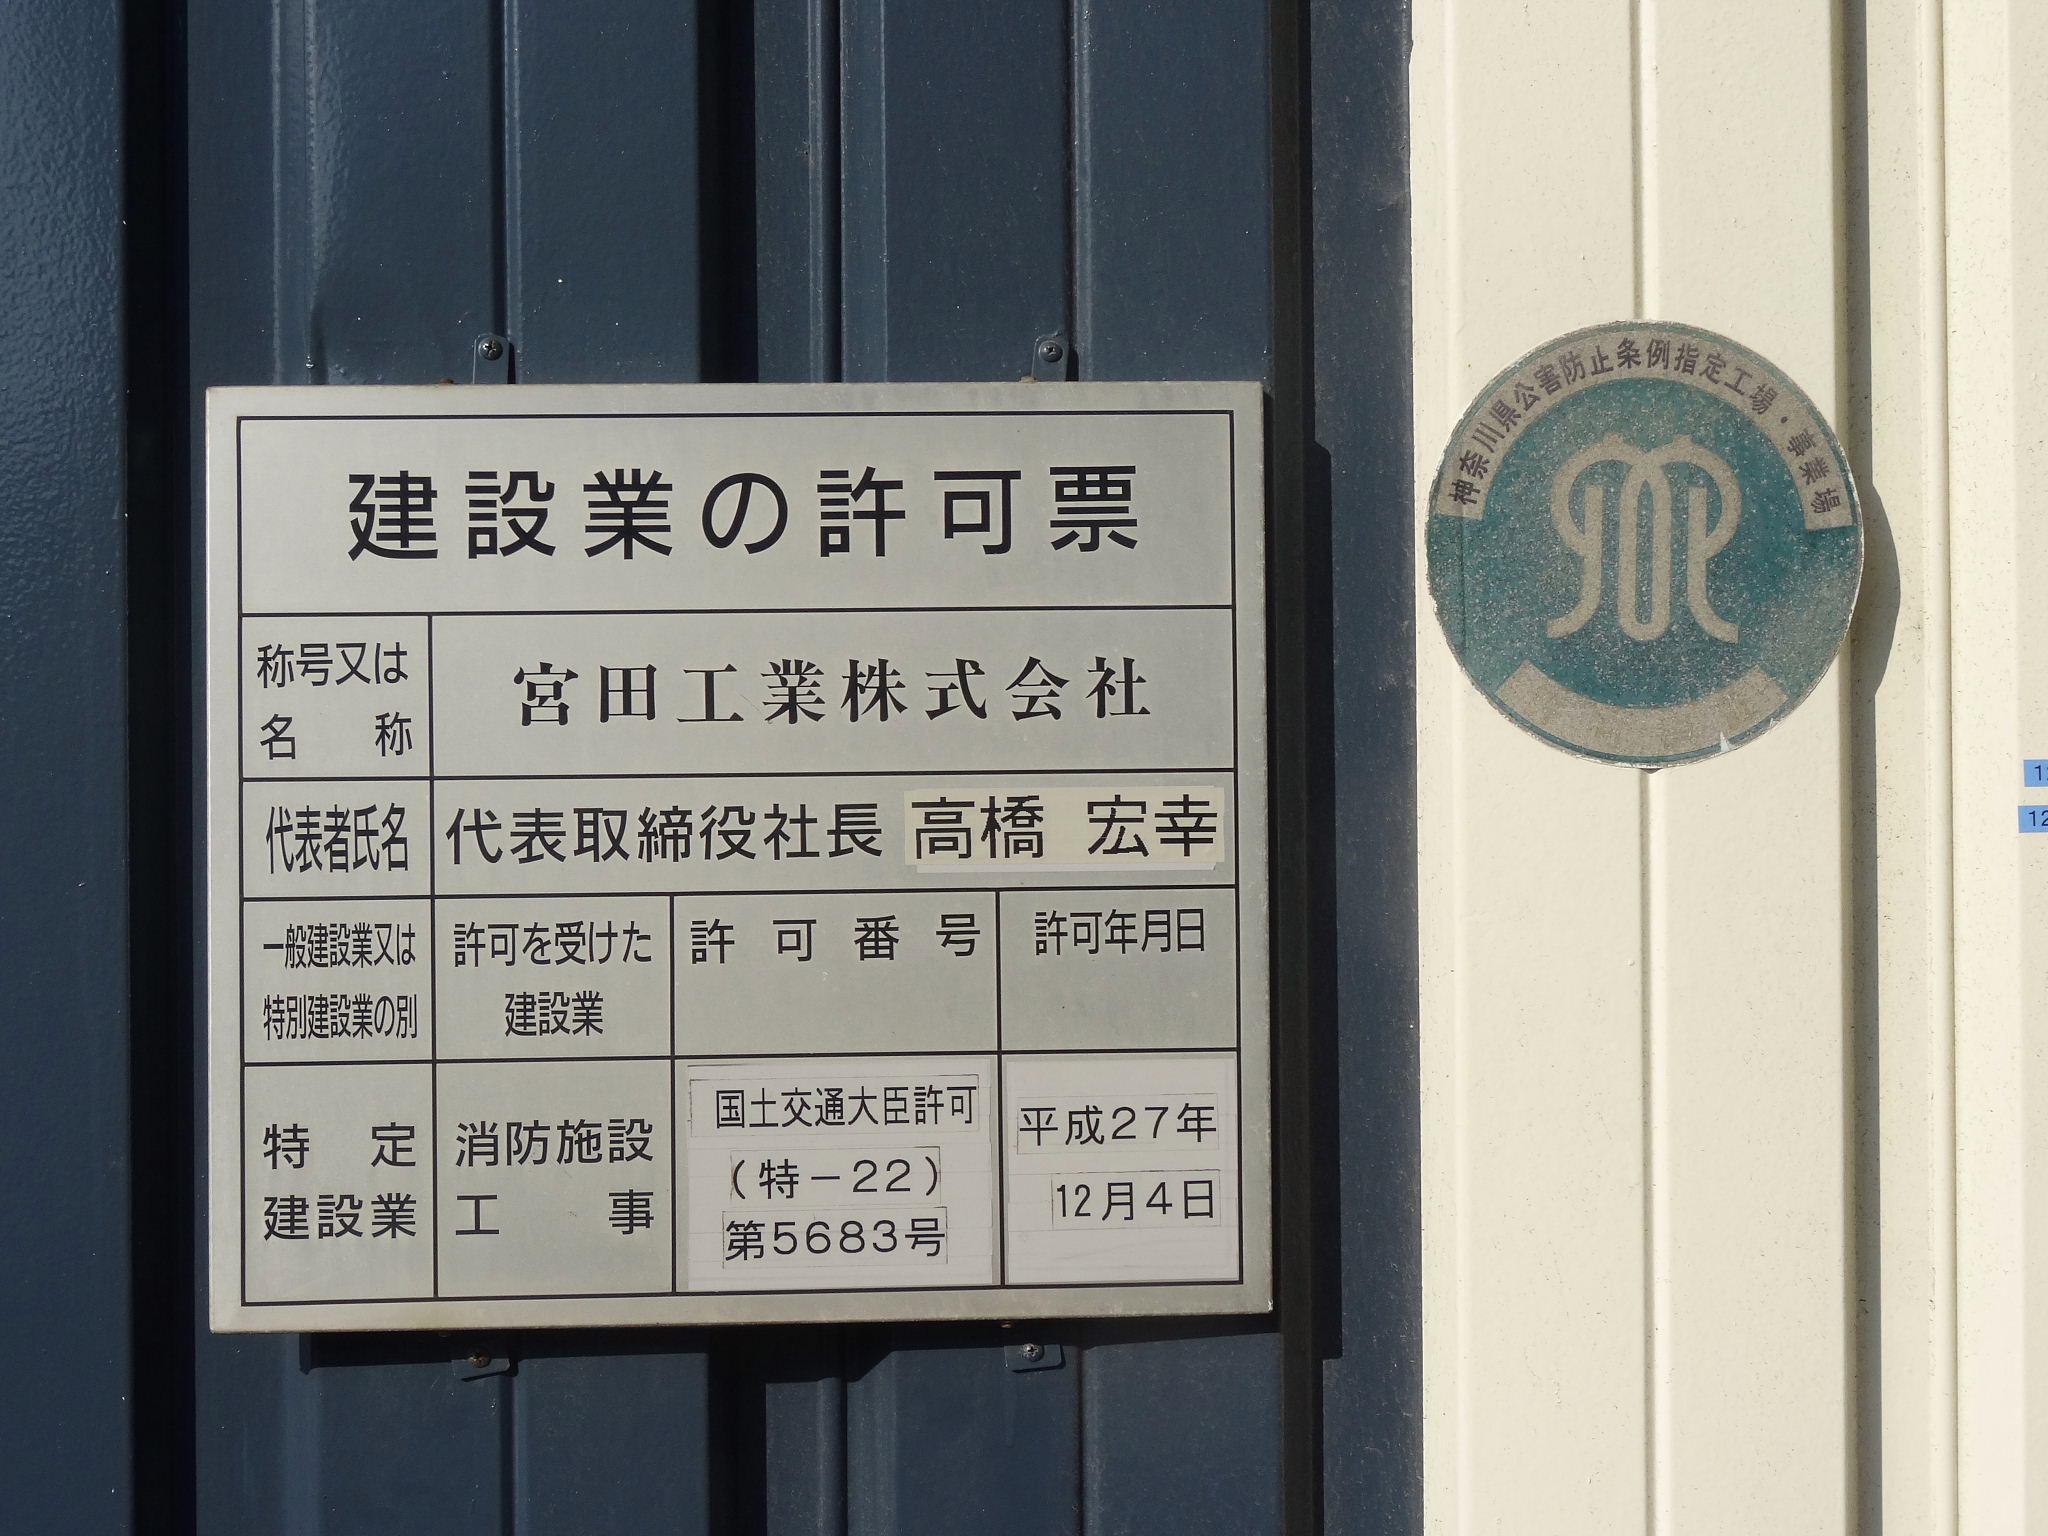 建設業の許可票
称号又は
名称
宮田工業株式会社
代表者氏名
代表取締役社長 高橋 宏幸
一般建設業又は
特別建設業の別
許可を受けた
建設業
許可番号
許可年月日
特定
建設業
消防施設
工事
国土交通大臣許可
(特-22)
第5683号
平成27年
12月4日
神奈川県公害防止条例指定工場・事業場
12